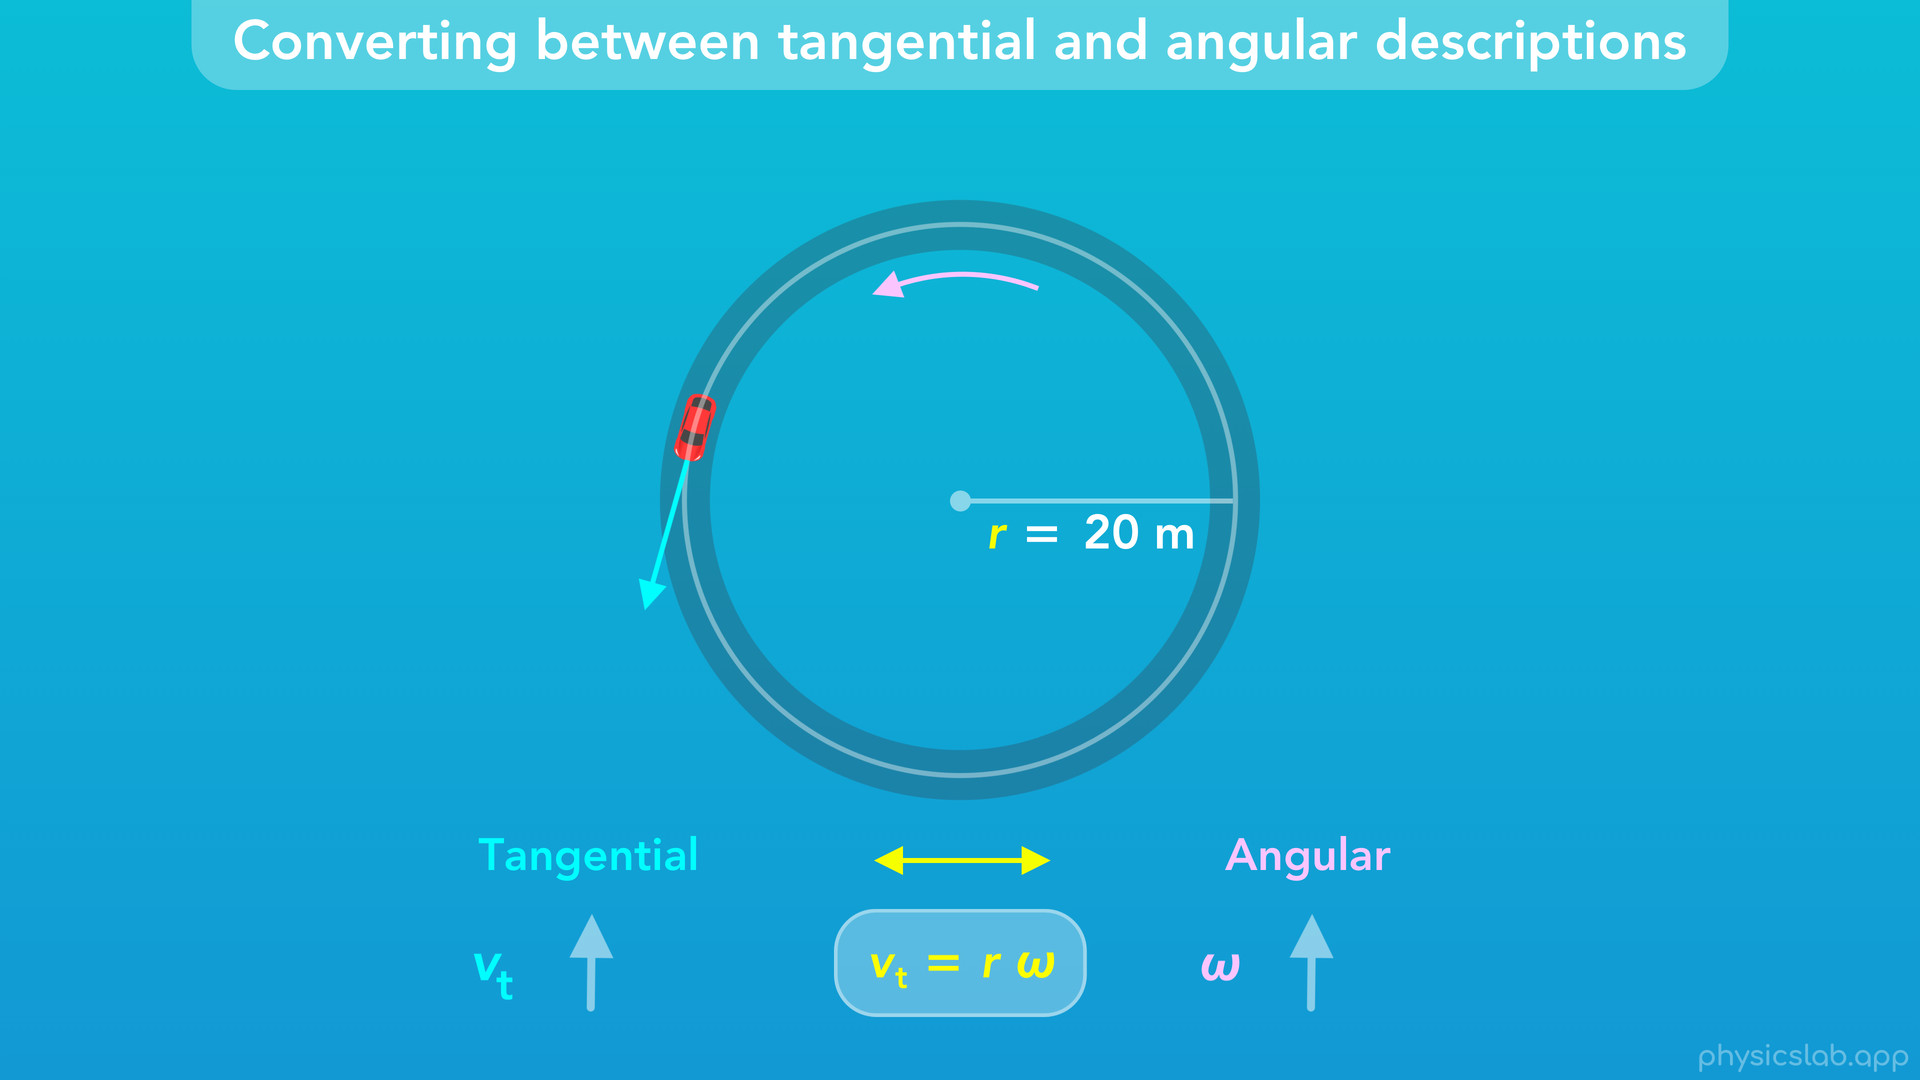 Converting between tangential and angular descriptions
r = 20 m
Tangential
Angular
vt = r ω
vt
ω
physicslab.app